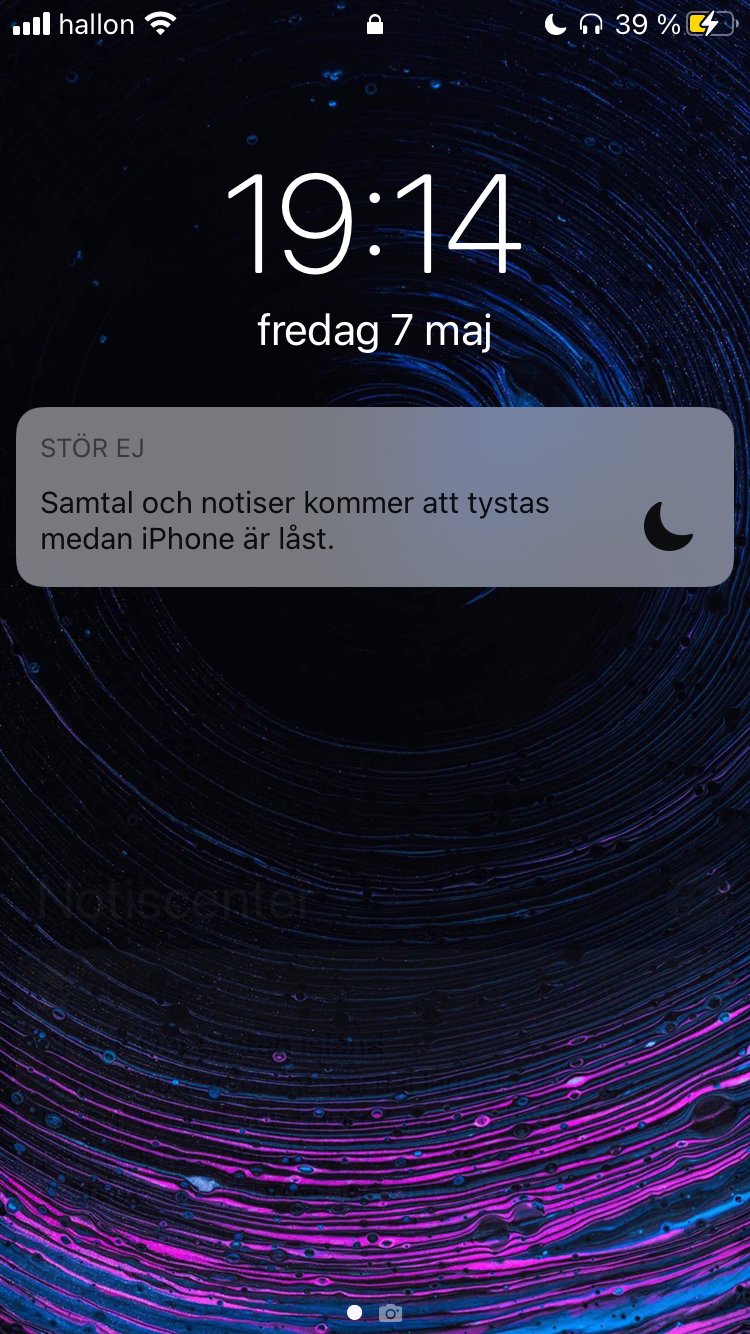 hallon 39 %
19:14
fredag 7 maj
STÖR EJ
Samtal och notiser kommer att tystas
medan iPhone är låst.
Notiscenter